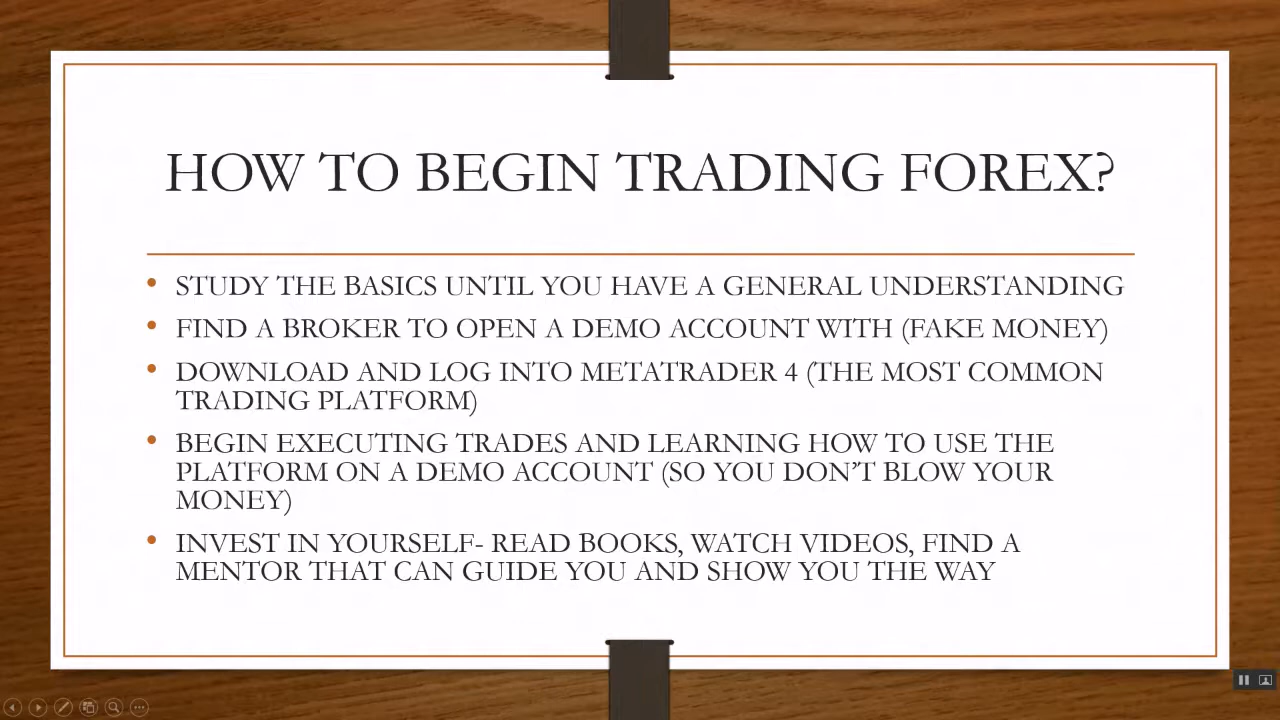 HOW TO BEGIN TRADING FOREX?
• STUDY THE BASICS UNTIL YOU HAVE A GENERAL UNDERSTANDING
• FIND A BROKER TO OPEN A DEMO ACCOUNT WITH (FAKE MONEY)
• DOWNLOAD AND LOG INTO METATRADER 4 (THE MOST COMMON
TRADING PLATFORM)
• BEGIN EXECUTING TRADES AND LEARNING HOW TO USE THE
PLATFORM ON A DEMO ACCOUNT (SO YOU DON’T BLOW YOUR
MONEY)
• INVEST IN YOURSELF- READ BOOKS, WATCH VIDEOS, FIND A
MENTOR THAT CAN GUIDE YOU AND SHOW YOU THE WAY